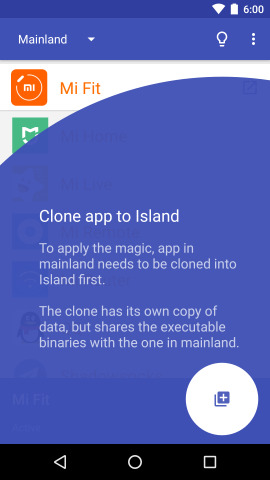 6:00
Mainland
Mi Fit
Mi Home
Clone app to Island
To apply the magic, app in
mainland needs to be cloned into
Island first.
The clone has its own copy of
data, but shares the executable
binaries with the one in mainland.
Mi Fit